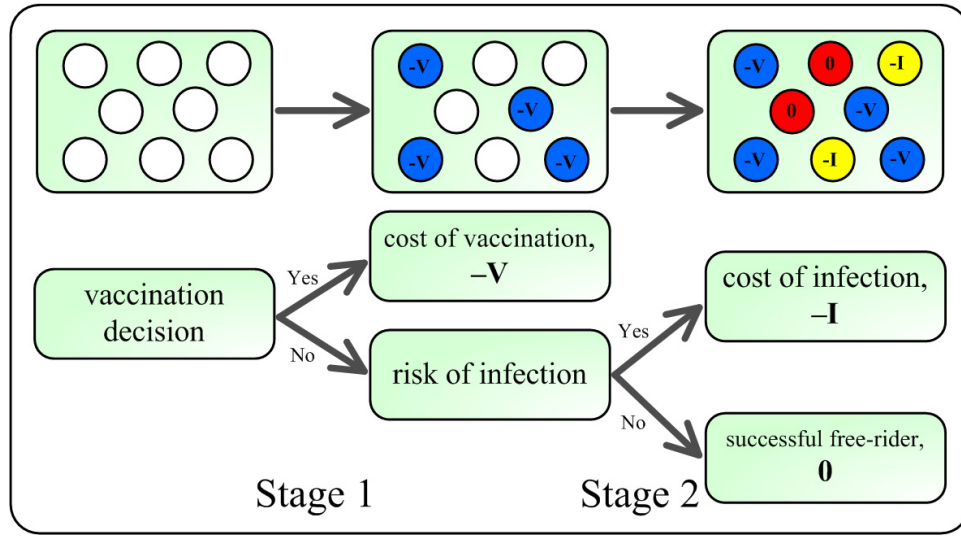 -V
-V
-V
-V
-V
0
-I
0
-V
-V
-I
-V
vaccination
decision
Yes
No
cost of vaccination,
–V
risk of infection
Yes
No
cost of infection,
–I
successful free-rider,
0
Stage 1
Stage 2